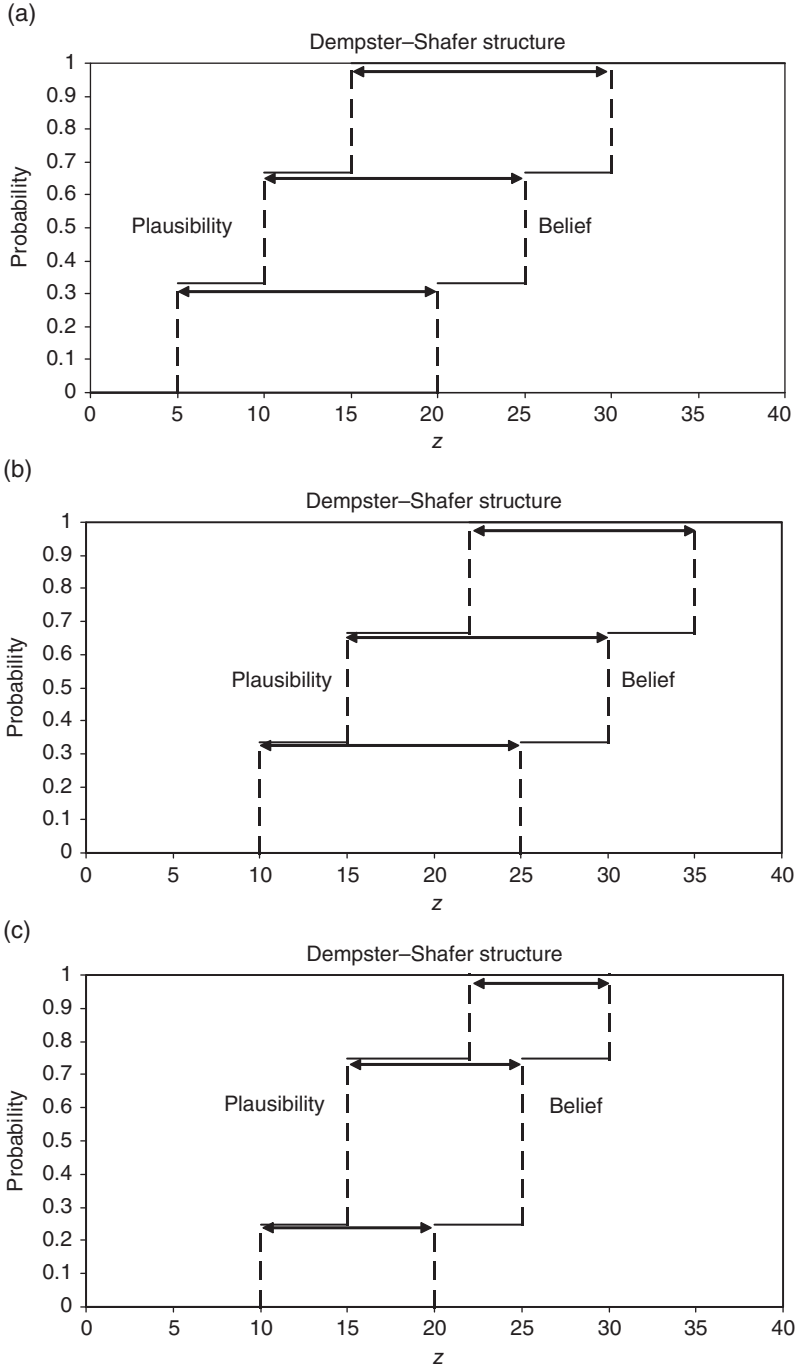 (a)
Dempster–Shafer structure
1
0.9
0.8
0.7
0.6
0.5
0.4
0.3
0.2
0.1
0
Probability
Plausibility
Belief
0 5 10 15 20 25 30 35 40
z
(b)
Dempster–Shafer structure
1
0.9
0.8
0.7
0.6
0.5
0.4
0.3
0.2
0.1
0
Probability
Plausibility
Belief
0 5 10 15 20 25 30 35 40
z
(c)
Dempster–Shafer structure
1
0.9
0.8
0.7
0.6
0.5
0.4
0.3
0.2
0.1
0
Probability
Plausibility
Belief
0 5 10 15 20 25 30 35 40
z